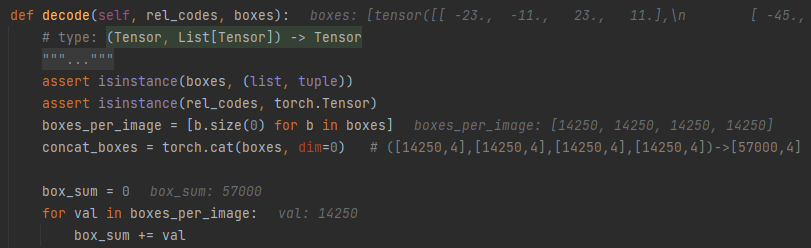 def decode(self, rel_codes, boxes):   boxes: [tensor([[ -23.,  -11.,   23.,   11.],\n        [ -45.,
    # type: (Tensor, List[Tensor]) -> Tensor
    """..."""
    assert isinstance(boxes, (list, tuple))
    assert isinstance(rel_codes, torch.Tensor)
    boxes_per_image = [b.size(0) for b in boxes]   boxes_per_image: [14250, 14250, 14250, 14250]
    concat_boxes = torch.cat(boxes, dim=0)   # ([14250,4],[14250,4],[14250,4],[14250,4])->[57000,4]
    box_sum = 0   box_sum: 57000
    for val in boxes_per_image:   val: 14250
        box_sum += val